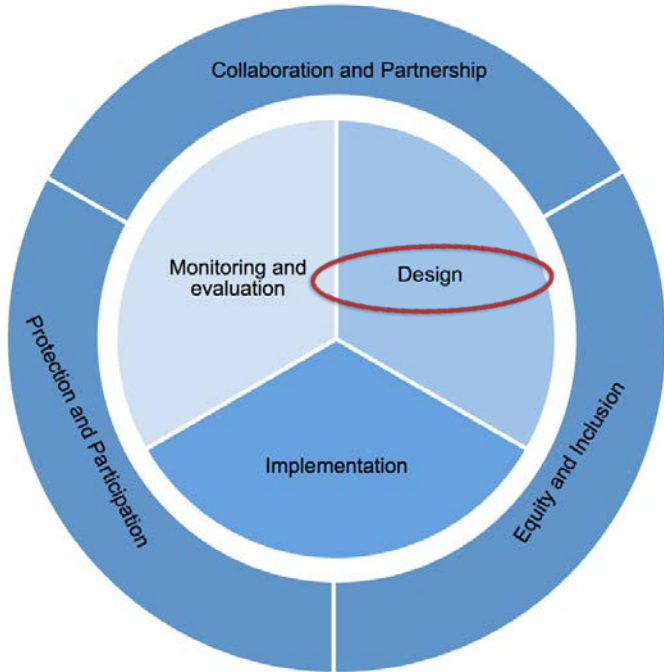 Collaboration and Partnership
Monitoring and
evaluation
Design
Implementation
Protection and Participation
Equity and Inclusion